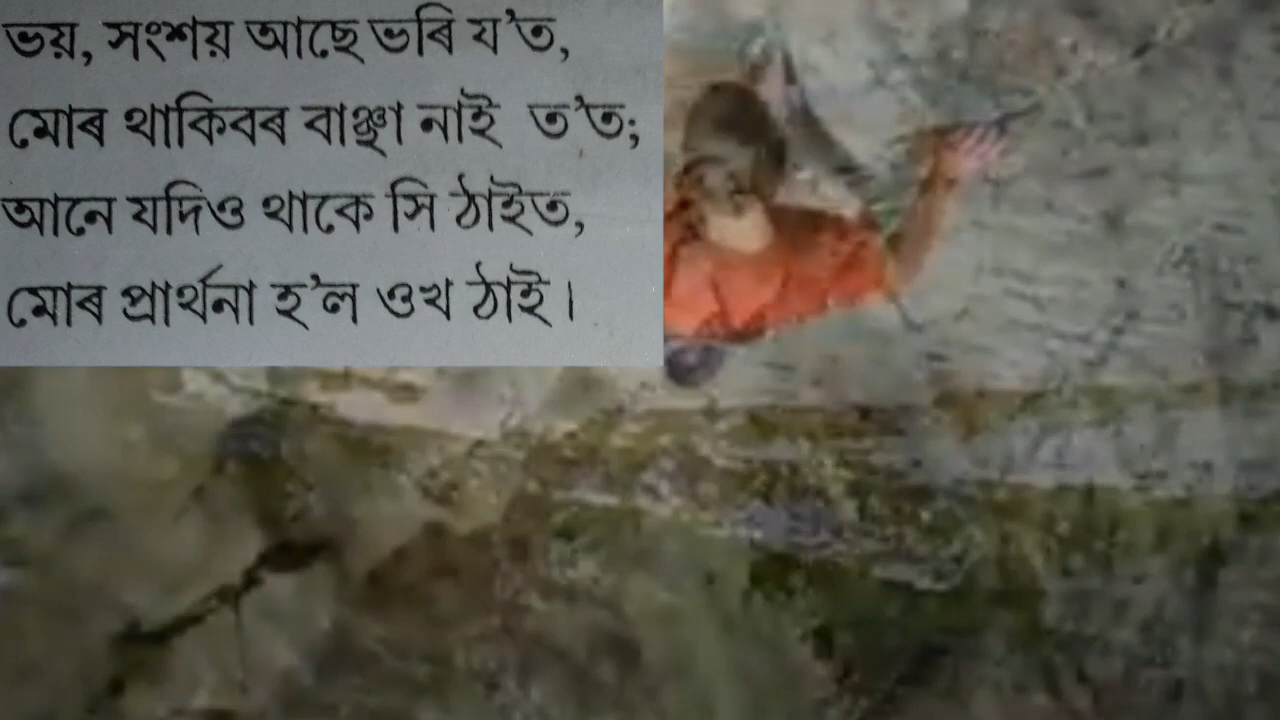 ভয়, সংশয় আছে ভৰি য'ত,
মোৰ থাকিবৰ বাঞ্ছা নাই ত'ত;
আনে যদিও থাকে সি ঠাইত,
মোৰ প্ৰাৰ্থনা হ'ল ওখ ঠাই।